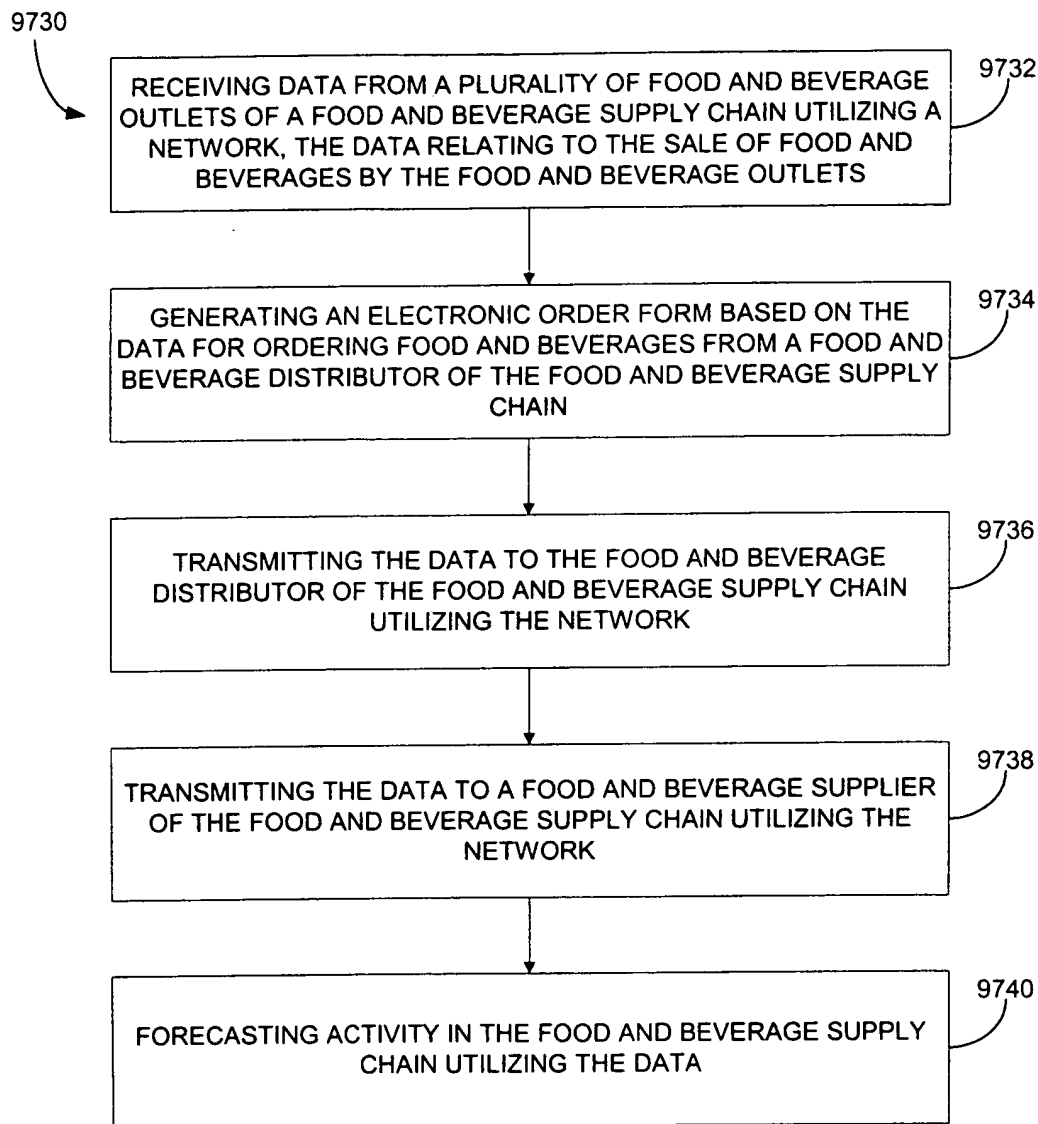 9730
RECEIVING DATA FROM A PLURALITY OF FOOD AND BEVERAGE
OUTLETS OF A FOOD AND BEVERAGE SUPPLY CHAIN UTILIZING A
NETWORK, THE DATA RELATING TO THE SALE OF FOOD AND
BEVERAGES BY THE FOOD AND BEVERAGE OUTLETS
9732
GENERATING AN ELECTRONIC ORDER FORM BASED ON THE
DATA FOR ORDERING FOOD AND BEVERAGES FROM A FOOD AND
BEVERAGE DISTRIBUTOR OF THE FOOD AND BEVERAGE SUPPLY
CHAIN
9734
TRANSMITTING THE DATA TO THE FOOD AND BEVERAGE
DISTRIBUTOR OF THE FOOD AND BEVERAGE SUPPLY CHAIN
UTILIZING THE NETWORK
9736
TRANSMITTING THE DATA TO A FOOD AND BEVERAGE SUPPLIER
OF THE FOOD AND BEVERAGE SUPPLY CHAIN UTILIZING THE
NETWORK
9738
FORECASTING ACTIVITY IN THE FOOD AND BEVERAGE SUPPLY
CHAIN UTILIZING THE DATA
9740